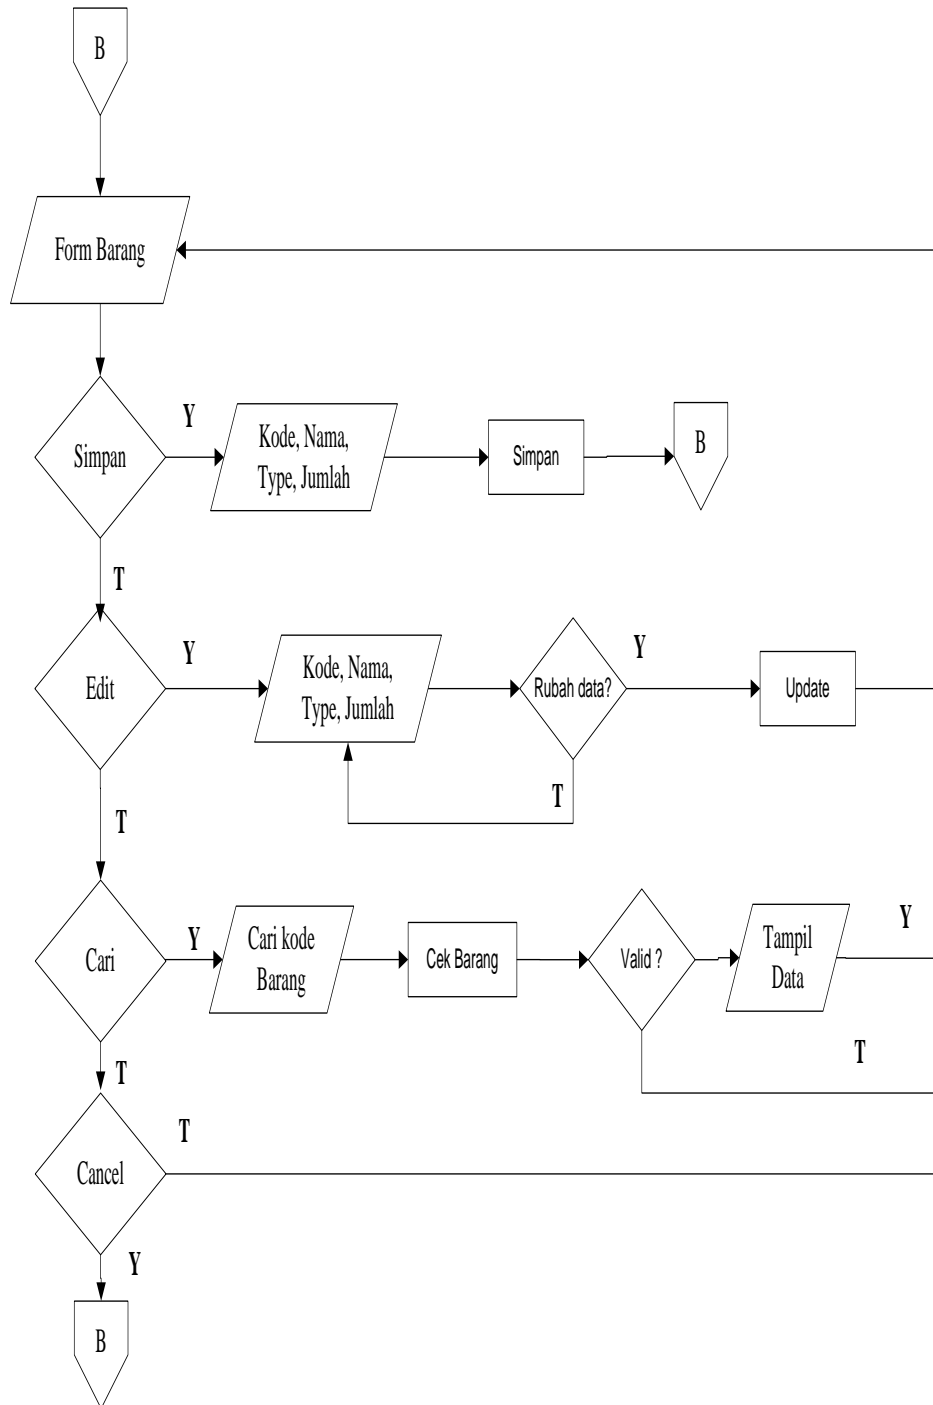 B
Form Barang
Y
Simpan
Kode, Nama,
Type, Jumlah
Simpan
B
T
Y
Edit
Kode, Nama,
Type, Jumlah
Rubah data?
Y
Update
T
T
Y
Cari
Cari kode
Barang
Cek Barang
Valid ?
Tampil
Data
Y
T
T
T
Cancel
Y
B